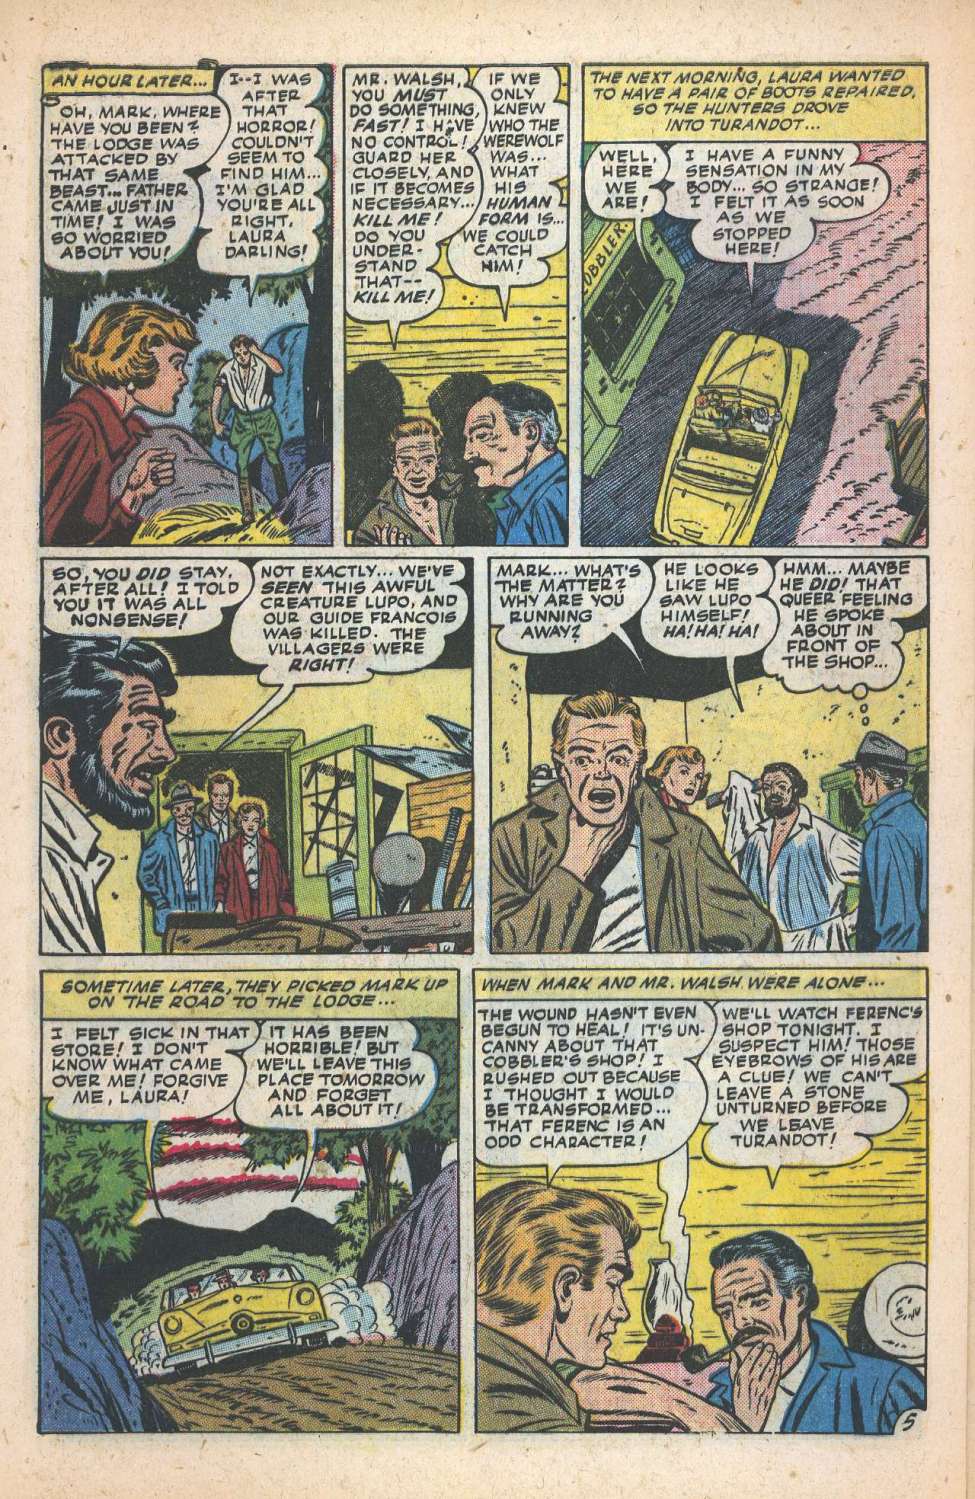 AN HOUR LATER...
OH, MARK, WHERE
HAVE YOU BEEN?
THE LODGE WAS
ATTACKED BY
THAT SAME
BEAST... FATHER
CAME JUST IN
TIME! I WAS
SO WORRIED
ABOUT YOU!
I--I WAS
AFTER
THAT
HORROR!
COULDN'T
SEEM TO
FIND HIM...
I'M GLAD
YOU'RE ALL
RIGHT,
LAURA
DARLING!
MR. WALSH,
YOU MUST
DO SOMETHING,
FAST! I HAVE
NO CONTROL!
GUARD HER
CLOSELY, AND
IF IT BECOMES
NECESSARY...
KILL ME!
DO YOU
UNDER-
STAND
THAT--
KILL ME!
IF WE
ONLY
KNEW
WHO THE
WEREWOLF
WAS...
WHAT
HIS
HUMAN
FORM IS...
WE COULD
CATCH
HIM!
THE NEXT MORNING, LAURA WANTED
TO HAVE A PAIR OF BOOTS REPAIRED,
SO THE HUNTERS DROVE
INTO TURANDOT...
WELL,
HERE
WE
ARE!
I HAVE A FUNNY
SENSATION IN MY
BODY... SO STRANGE!
I FELT IT AS SOON
AS WE
STOPPED
HERE!
COBBLER
SO, YOU DID STAY,
AFTER ALL! I TOLD
YOU IT WAS ALL
NONSENSE!
NOT EXACTLY... WE'VE
SEEN THIS AWFUL
CREATURE LUPO, AND
OUR GUIDE FRANCOIS
WAS KILLED. THE
VILLAGERS WERE
RIGHT!
MARK... WHAT'S
THE MATTER?
WHY ARE YOU
RUNNING
AWAY?
HE LOOKS
LIKE HE
SAW LUPO
HIMSELF!
HA! HA! HA!
HMM... MAYBE
HE DID! THAT
QUEER FEELING
HE SPOKE
ABOUT IN
FRONT OF
THE SHOP...
SOMETIME LATER, THEY PICKED MARK UP
ON THE ROAD TO THE LODGE...
I FELT SICK IN THAT
STORE! I DON'T
KNOW WHAT CAME
OVER ME! FORGIVE
ME, LAURA!
IT HAS BEEN
HORRIBLE! BUT
WE'LL LEAVE THIS
PLACE TOMORROW
AND FORGET
ALL ABOUT IT!
WHEN MARK AND MR. WALSH WERE ALONE...
THE WOUND HASN'T EVEN
BEGUN TO HEAL! IT'S UN-
CANNY ABOUT THAT
COBBLER'S SHOP! I
RUSHED OUT BECAUSE
I THOUGHT I WOULD
BE TRANSFORMED...
THAT FERENC IS AN
ODD CHARACTER!
WE'LL WATCH FERENC'S
SHOP TONIGHT. I
SUSPECT HIM! THOSE
EYEBROWS OF HIS ARE
A CLUE! WE CAN'T
LEAVE A STONE
UNTURNED BEFORE
WE LEAVE
TURANDOT!
5